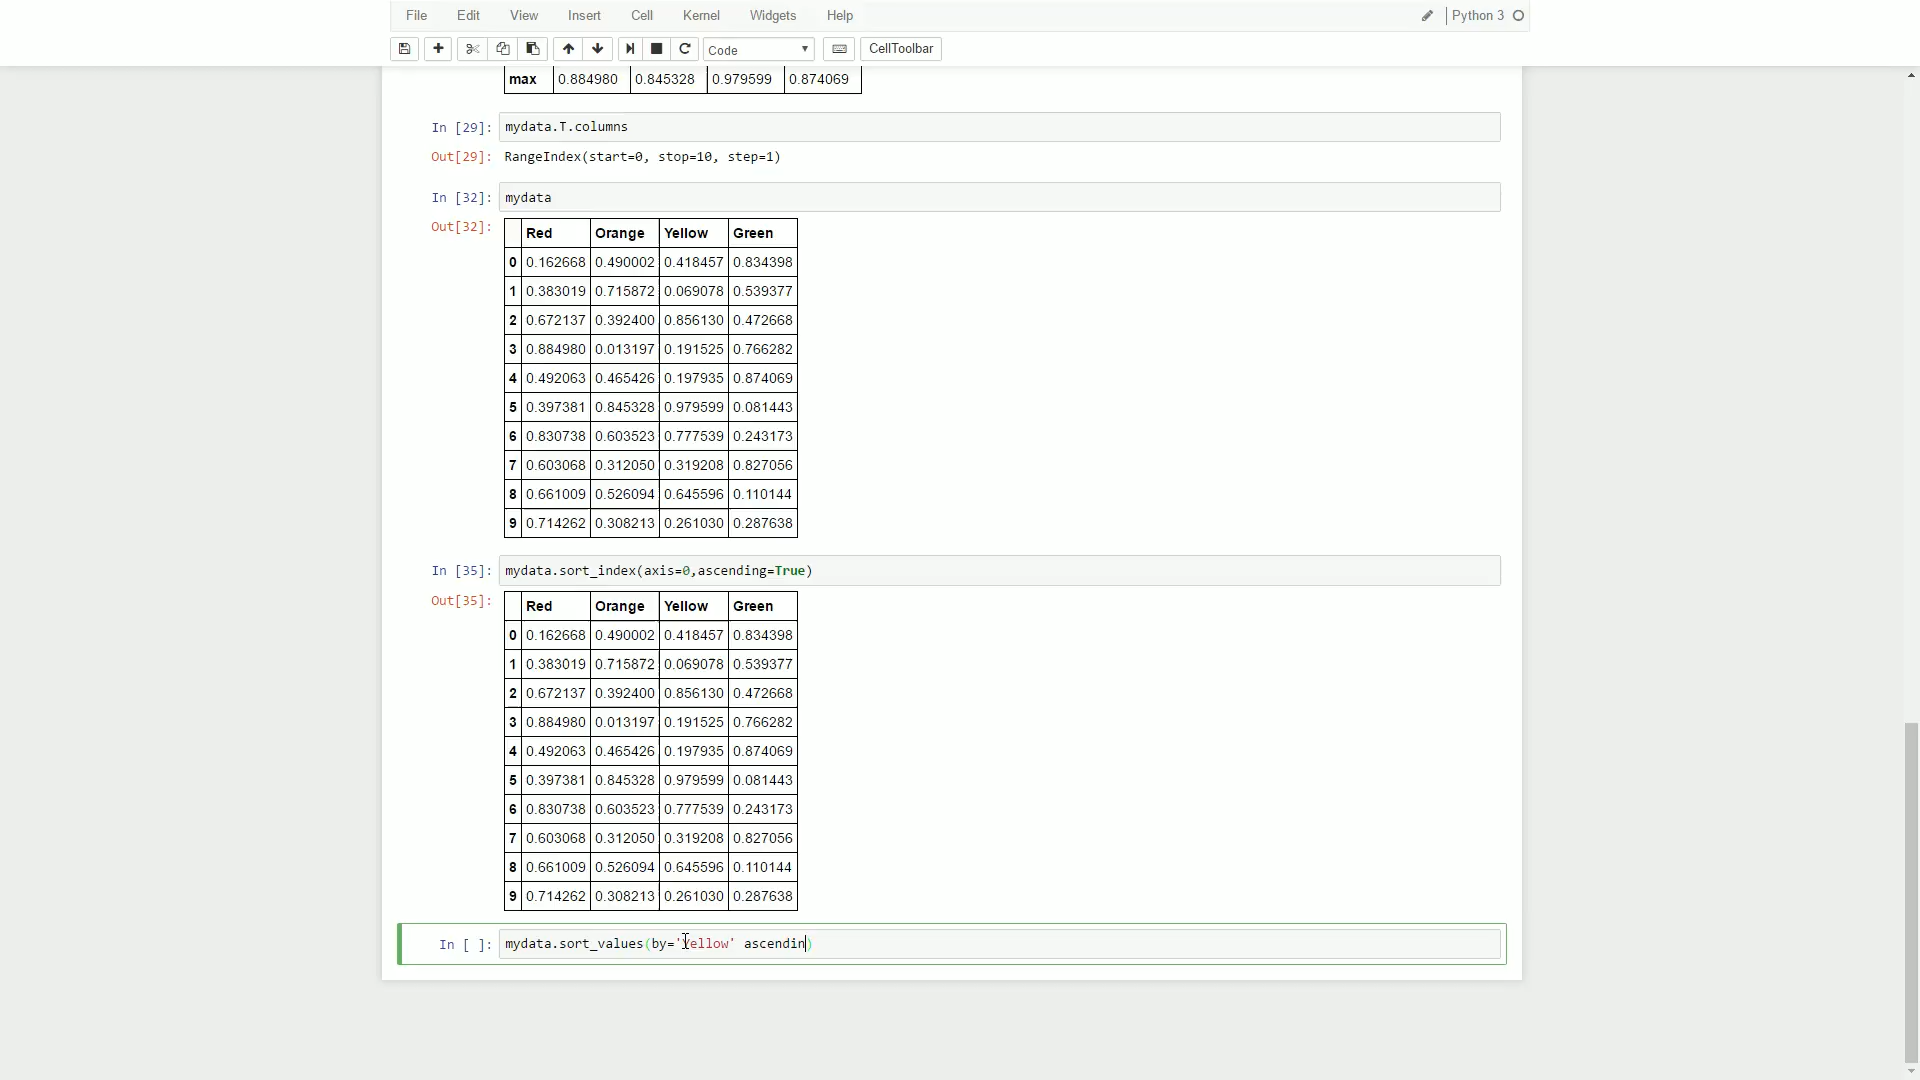 File Edit View Insert Cell Kernel Widgets Help Python 3
Code CellToolbar
max 0.884980 0.845328 0.979599 0.874069
In [29]: mydata.T.columns
Out[29]: RangeIndex(start=0, stop=10, step=1)
In [32]: mydata
Out[32]: Red Orange Yellow Green
0 0.162668 0.490002 0.418457 0.834398
1 0.383019 0.715872 0.069078 0.539377
2 0.672137 0.392400 0.856130 0.472668
3 0.884980 0.013197 0.191525 0.766282
4 0.492063 0.465426 0.197935 0.874069
5 0.397381 0.845328 0.979599 0.081443
6 0.830738 0.603523 0.777539 0.243173
7 0.603068 0.312050 0.319208 0.827056
8 0.661009 0.526094 0.645596 0.110144
9 0.714262 0.308213 0.261030 0.287638
In [35]: mydata.sort_index(axis=0,ascending=True)
Out[35]: Red Orange Yellow Green
0 0.162668 0.490002 0.418457 0.834398
1 0.383019 0.715872 0.069078 0.539377
2 0.672137 0.392400 0.856130 0.472668
3 0.884980 0.013197 0.191525 0.766282
4 0.492063 0.465426 0.197935 0.874069
5 0.397381 0.845328 0.979599 0.081443
6 0.830738 0.603523 0.777539 0.243173
7 0.603068 0.312050 0.319208 0.827056
8 0.661009 0.526094 0.645596 0.110144
9 0.714262 0.308213 0.261030 0.287638
In [ ]: mydata.sort_values(by='Yellow' ascendin)